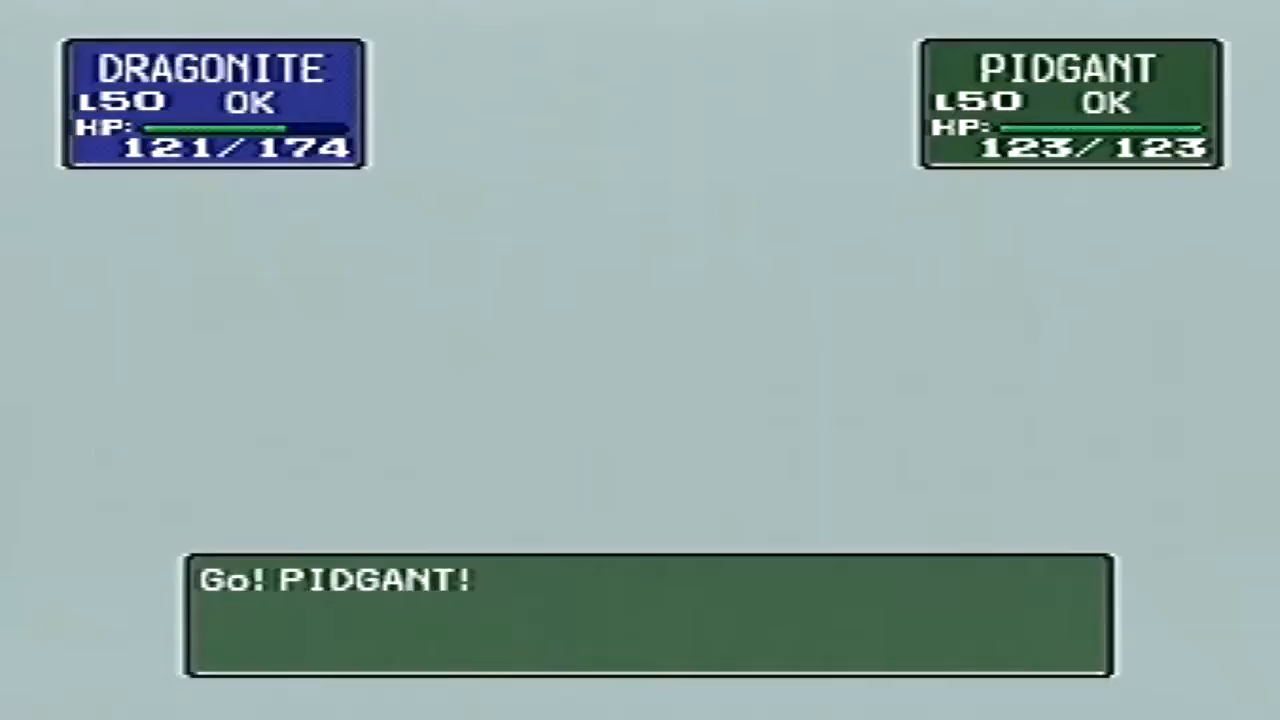 DRAGONITE
L50 OK
HP:
121/174
PIDGANT
L50 OK
HP:
123/123
Go! PIDGANT!